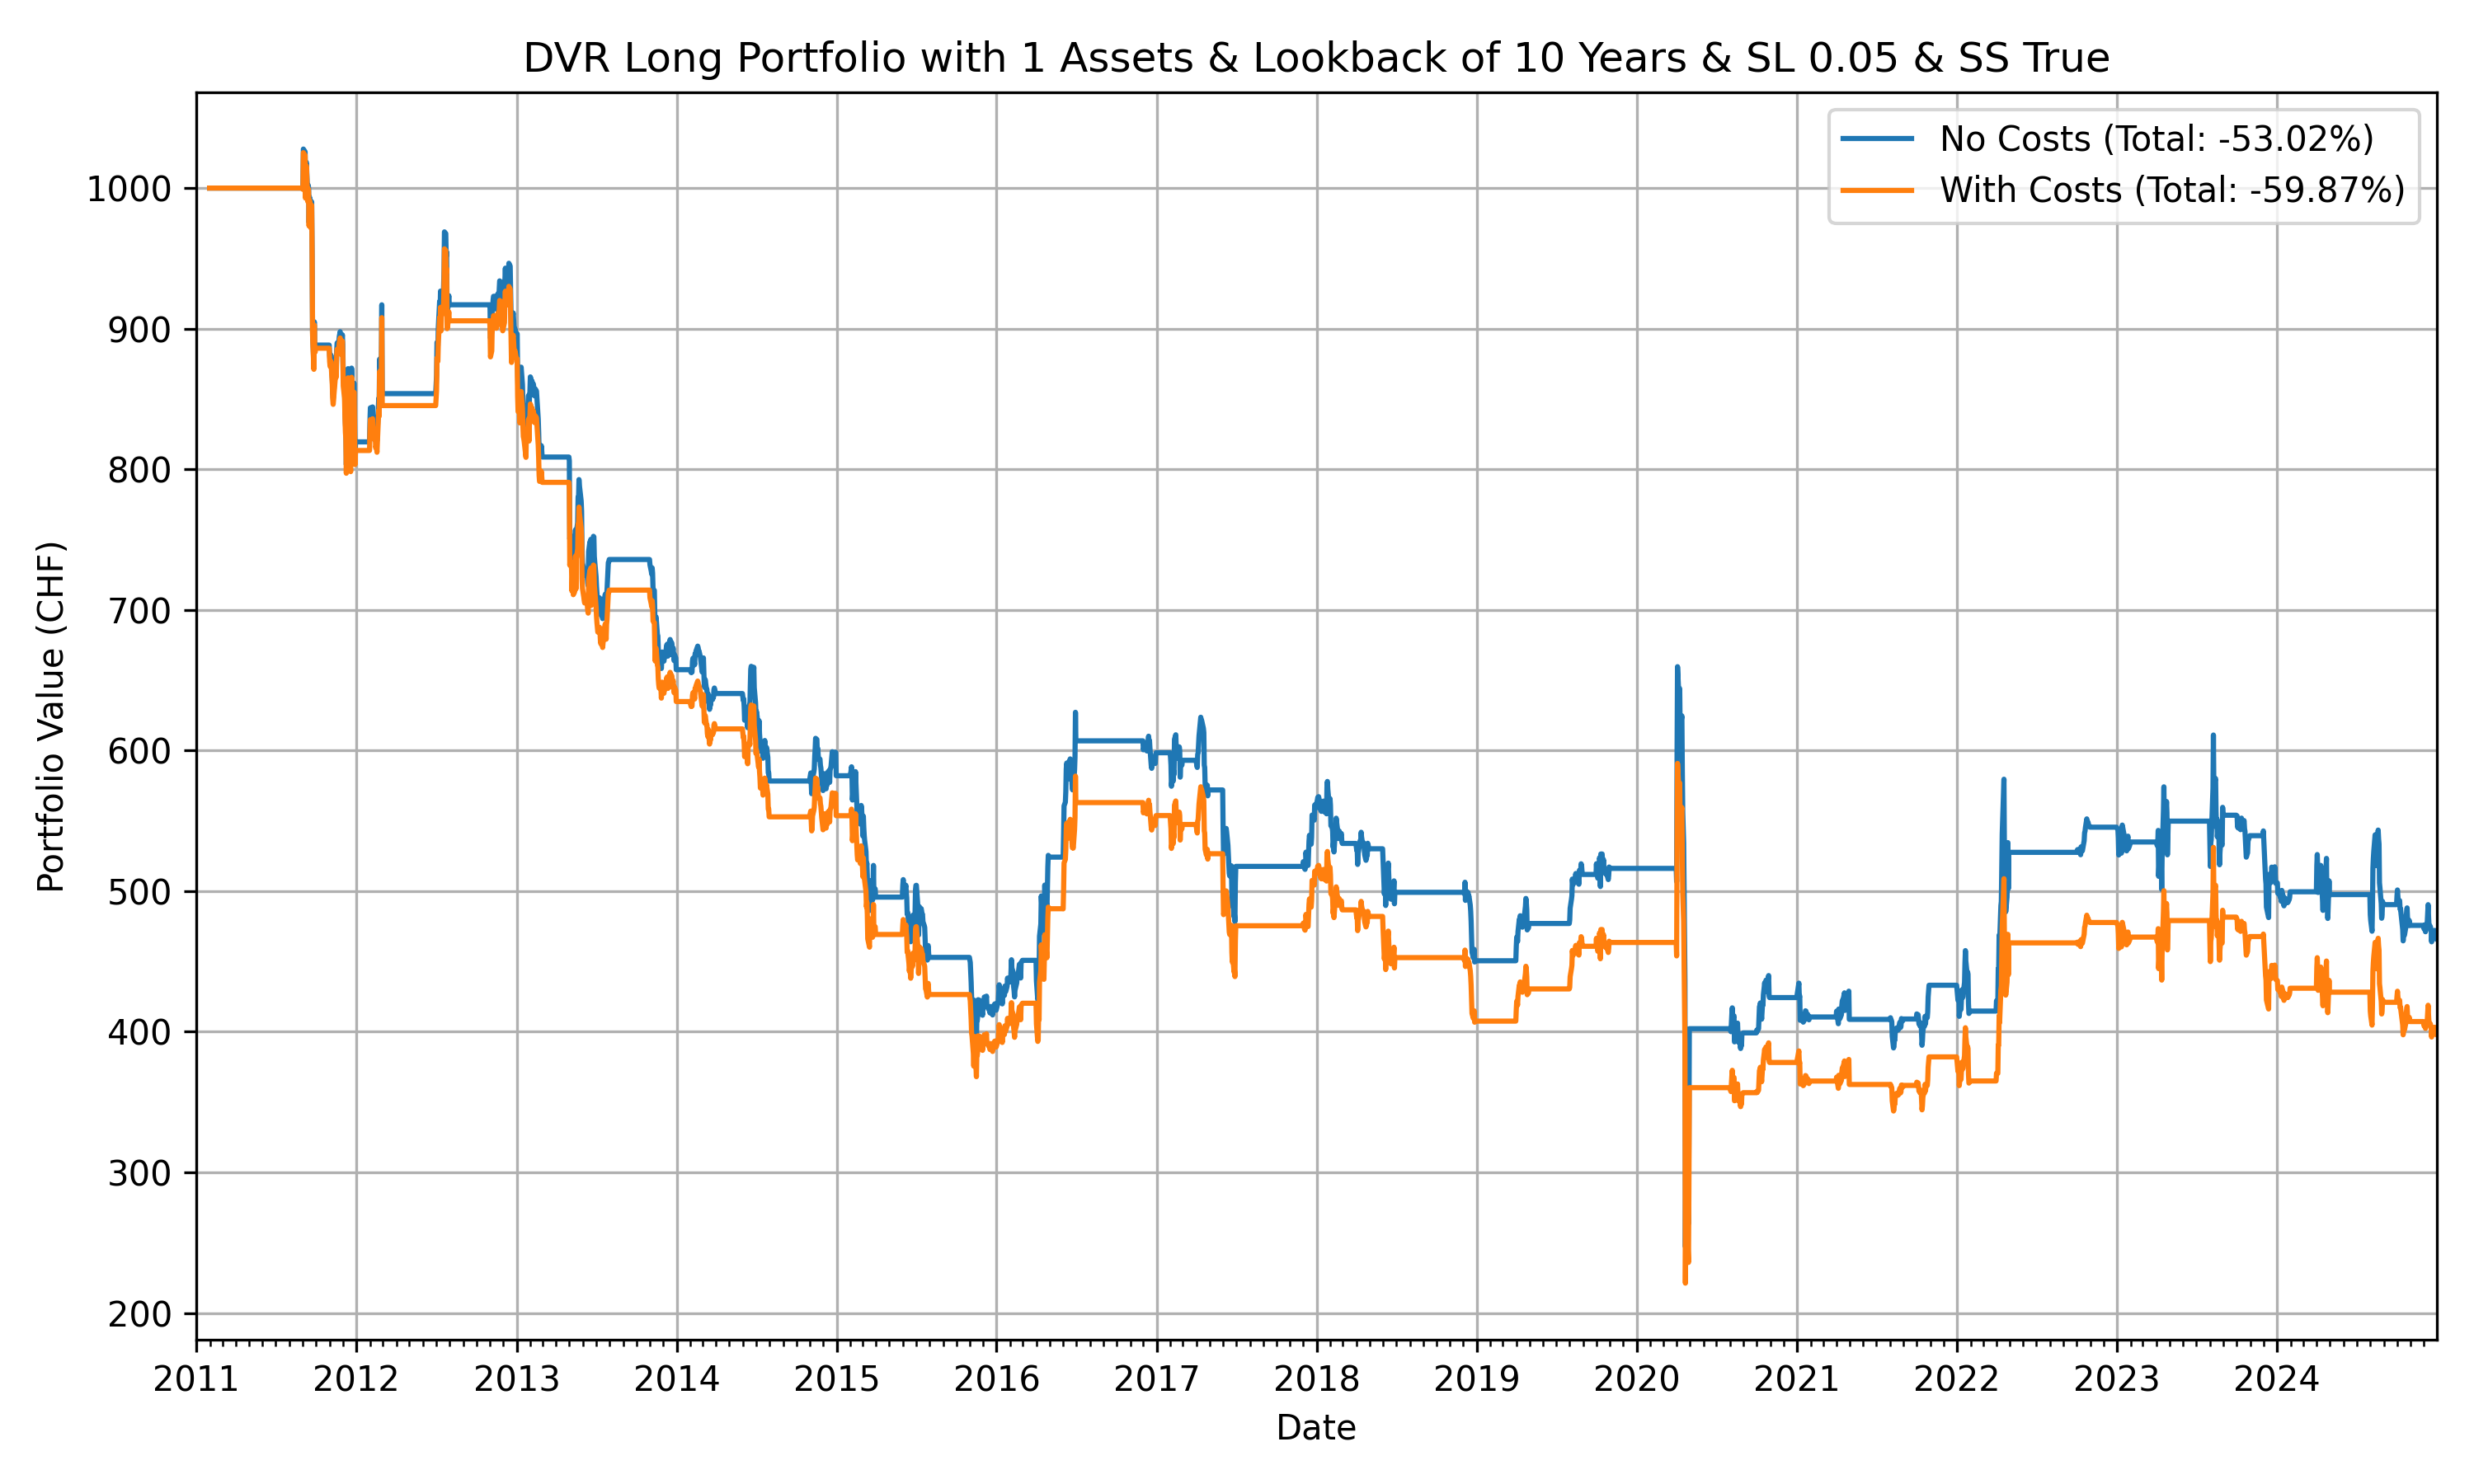 DVR Long Portfolio with 1 Assets & Lookback of 10 Years & SL 0.05 & SS True
No Costs (Total: -53.02%)
With Costs (Total: -59.87%)
Portfolio Value (CHF)
1000
900
800
700
600
500
400
300
200
2011 2012 2013 2014 2015 2016 2017 2018 2019 2020 2021 2022 2023 2024
Date